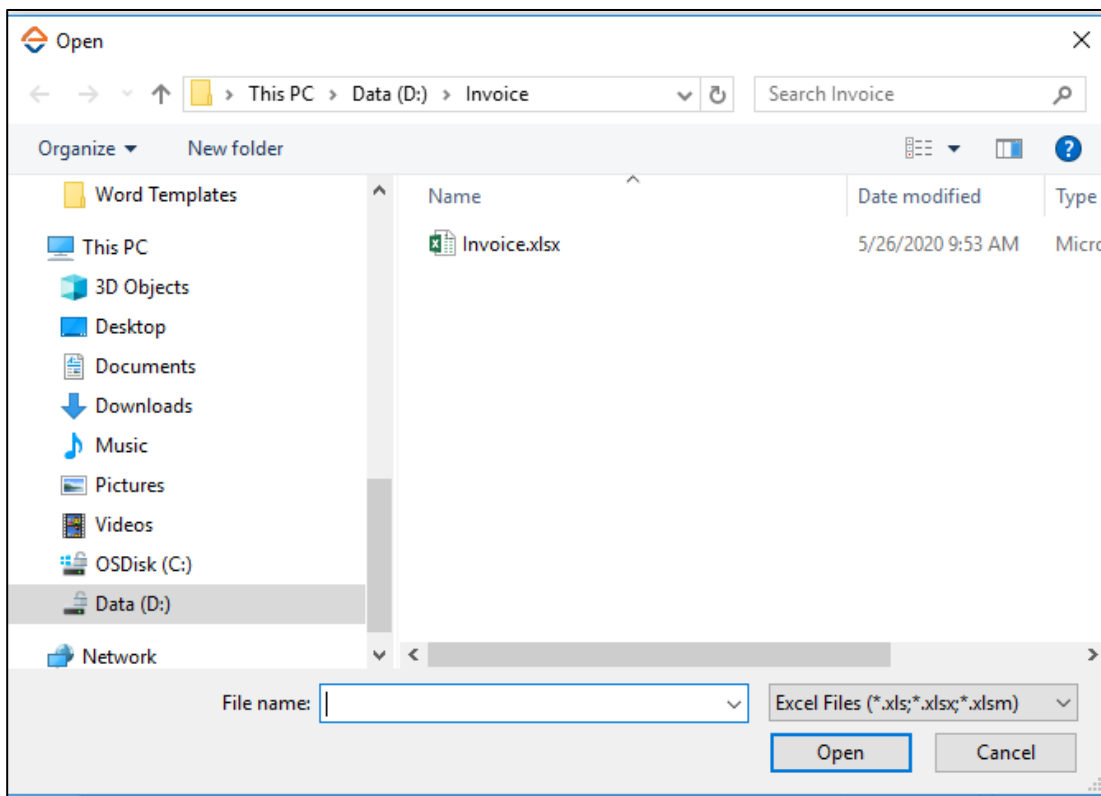 Open
This PC > Data (D:) > Invoice
Search Invoice
Organize
New folder
?
Word Templates
This PC
3D Objects
Desktop
Documents
Downloads
Music
Pictures
Videos
OSDisk (C:)
Data (D:)
Network
Name Date modified Type
Invoice.xlsx 5/26/2020 9:53 AM Micro
File name:
Excel Files (*.xls;*.xlsx;*.xlsm)
Open Cancel